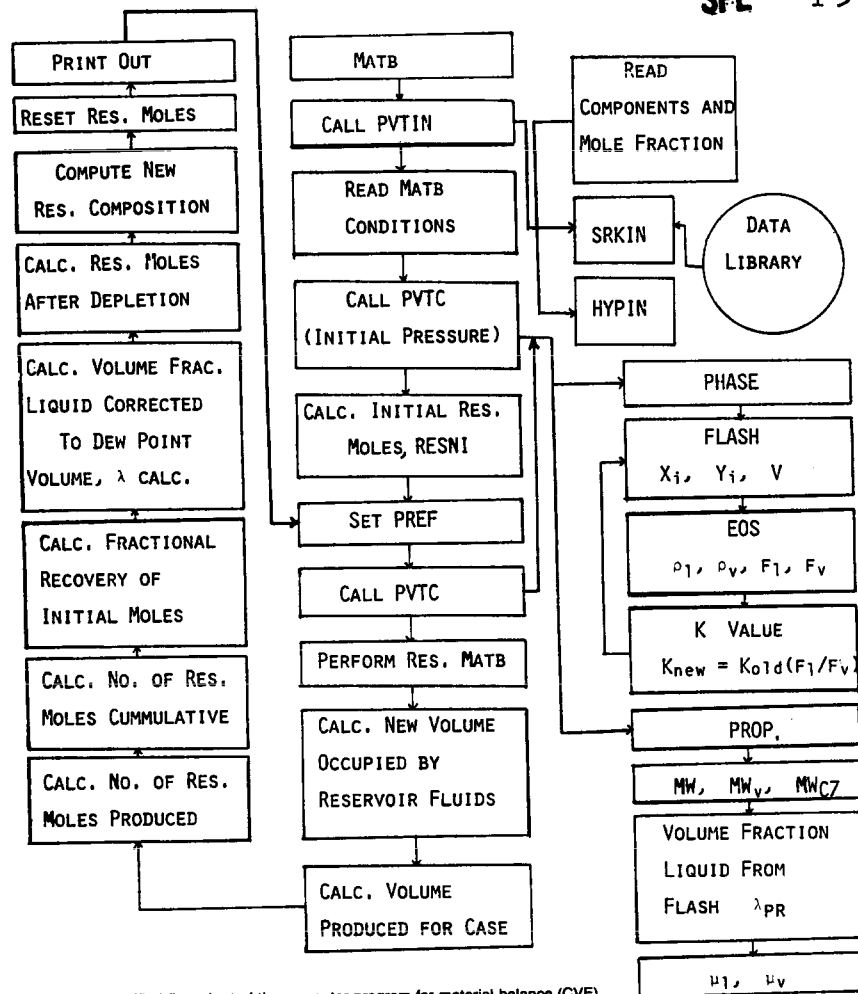 PRINT OUT
RESET RES. MOLES
COMPUTE NEW
RES. COMPOSITION
CALC. RES. MOLES
AFTER DEPLETION
CALC. VOLUME FRAC.
LIQUID CORRECTED
TO DEW POINT
VOLUME, λ CALC.
CALC. FRACTIONAL
RECOVERY OF
INITIAL MOLES
CALC. NO. OF RES.
MOLES CUMMULATIVE
CALC. NO. OF RES.
MOLES PRODUCED
MATB
CALL PVTIN
READ MATB
CONDITIONS
CALL PVTC
(INITIAL PRESSURE)
CALC. INITIAL RES.
MOLES, RESNI
SET PREF
CALL PVTC
PERFORM RES. MATB
CALC. NEW VOLUME
OCCUPIED BY
RESERVOIR FLUIDS
CALC. VOLUME
PRODUCED FOR CASE
READ
COMPONENTS AND
MOLE FRACTION
SRKIN
HYPIN
DATA
LIBRARY
PHASE
FLASH
Xi, Yi, V
EOS
ρl, ρv, Fl, Fv
K VALUE
Knew = Kold(Fl/Fv)
PROP.
MW, MWv, MWC7
VOLUME FRACTION
LIQUID FROM
FLASH λPR
μl, μv
program for material balance (CVE)